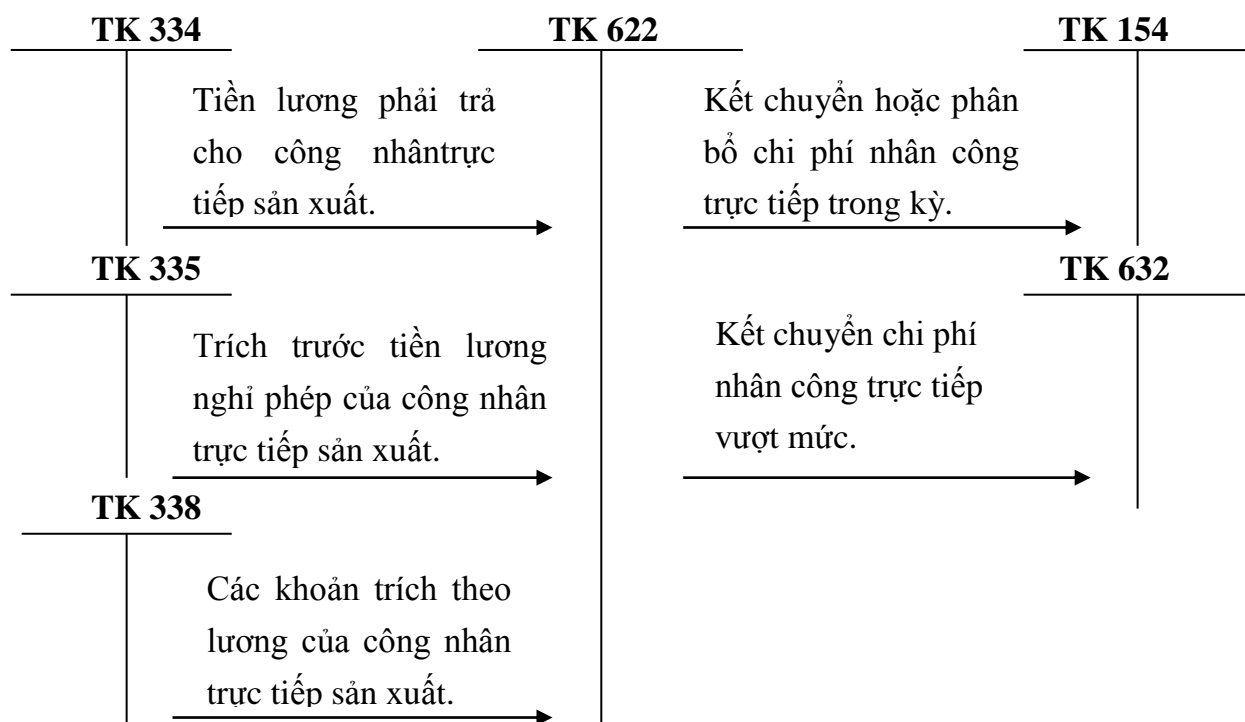 TK 334
TK 622
TK 154
Tiền lương phải trả
cho công nhântrực
tiếp sản xuất.
Kết chuyển hoặc phân
bổ chi phí nhân công
trực tiếp trong kỳ.
TK 335
TK 632
Trích trước tiền lương
nghỉ phép của công nhân
trực tiếp sản xuất.
Kết chuyển chi phí
nhân công trực tiếp
vượt mức.
TK 338
Các khoản trích theo
lương của công nhân
trực tiếp sản xuất.